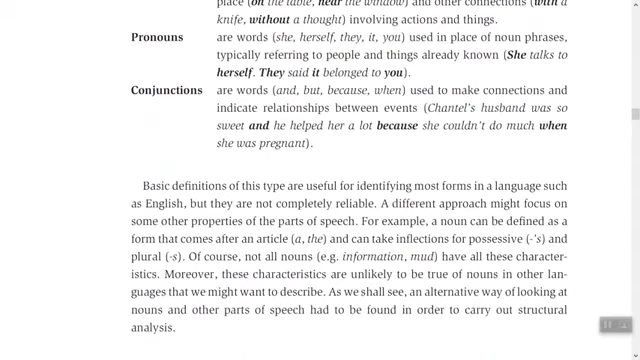 place (on the table, near the window) and other connections (with a
knife, without a thought) involving actions and things.
Pronouns are words (she, herself, they, it, you) used in place of noun phrases,
typically referring to people and things already known (She talks to
herself. They said it belonged to you).
Conjunctions are words (and, but, because, when) used to make connections and
indicate relationships between events (Chantel's husband was so
sweet and he helped her a lot because she couldn't do much when
she was pregnant).
Basic definitions of this type are useful for identifying most forms in a language such
as English, but they are not completely reliable. A different approach might focus on
some other properties of the parts of speech. For example, a noun can be defined as a
form that comes after an article (a, the) and can take inflections for possessive (-'s) and
plural (-s). Of course, not all nouns (e.g. information, mud) have all these character-
istics. Moreover, these characteristics are unlikely to be true of nouns in other lan-
guages that we might want to describe. As we shall see, an alternative way of looking at
nouns and other parts of speech had to be found in order to carry out structural
analysis.